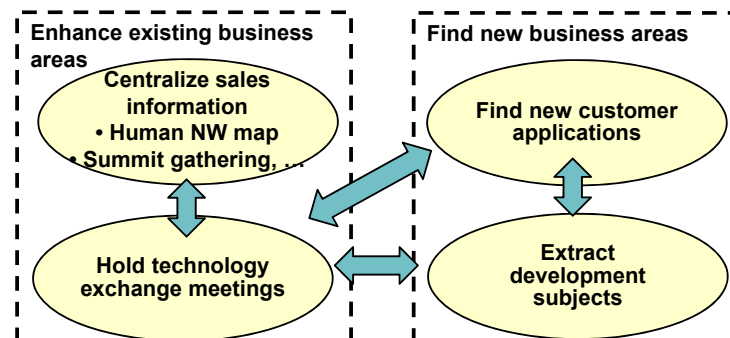 Enhance existing business
areas
Centralize sales
information
• Human NW map
• Summit gathering, …
Hold technology
exchange meetings
Find new business areas
Find new customer
applications
Extract
development
subjects